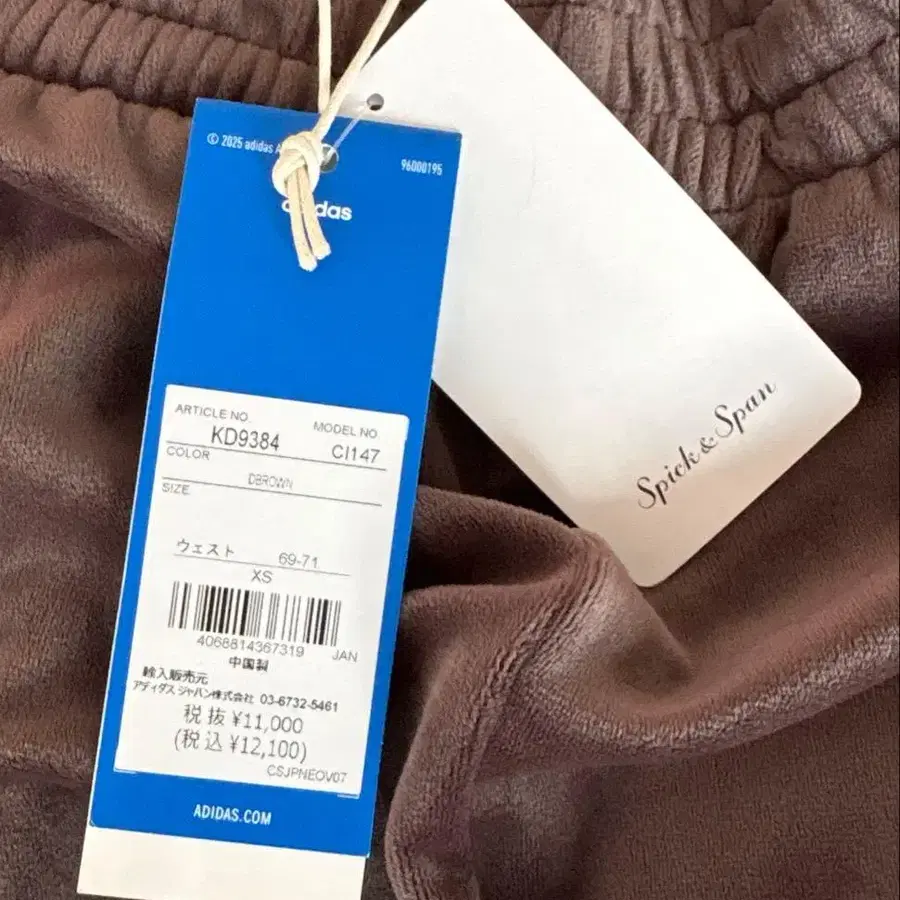 © 2025 adidas A
96000195
adidas
ARTICLE NO.
MODEL NO.
KD9384
CI147
COLOR
DBROWN
SIZE
ウェスト 69-71
XS
4068814367319 JAN
中国製
輸入販売元
アディダス ジャパン株式会社 03-6732-5461
税抜 ¥11,000
(税込 ¥12,100)
CSJPNEOV07
ADIDAS.COM
Spick & Span